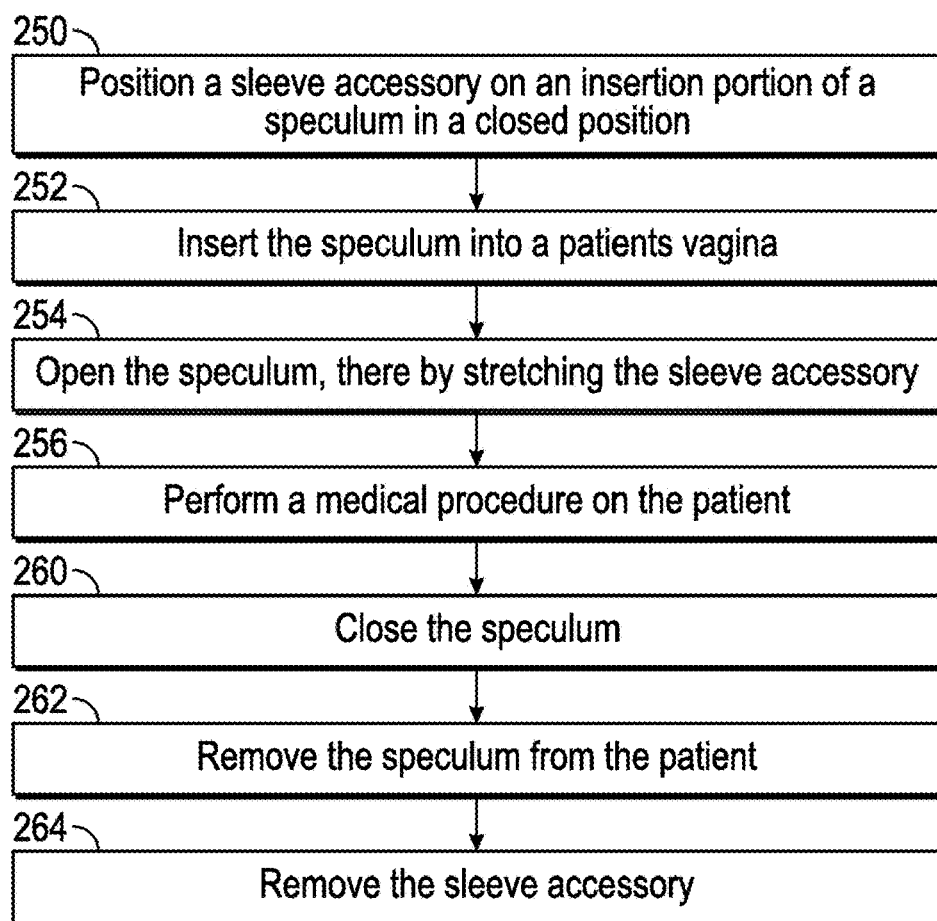 250
Position a sleeve accessory on an insertion portion of a
speculum in a closed position
252
Insert the speculum into a patients vagina
254
Open the speculum, there by stretching the sleeve accessory
256
Perform a medical procedure on the patient
260
Close the speculum
262
Remove the speculum from the patient
264
Remove the sleeve accessory